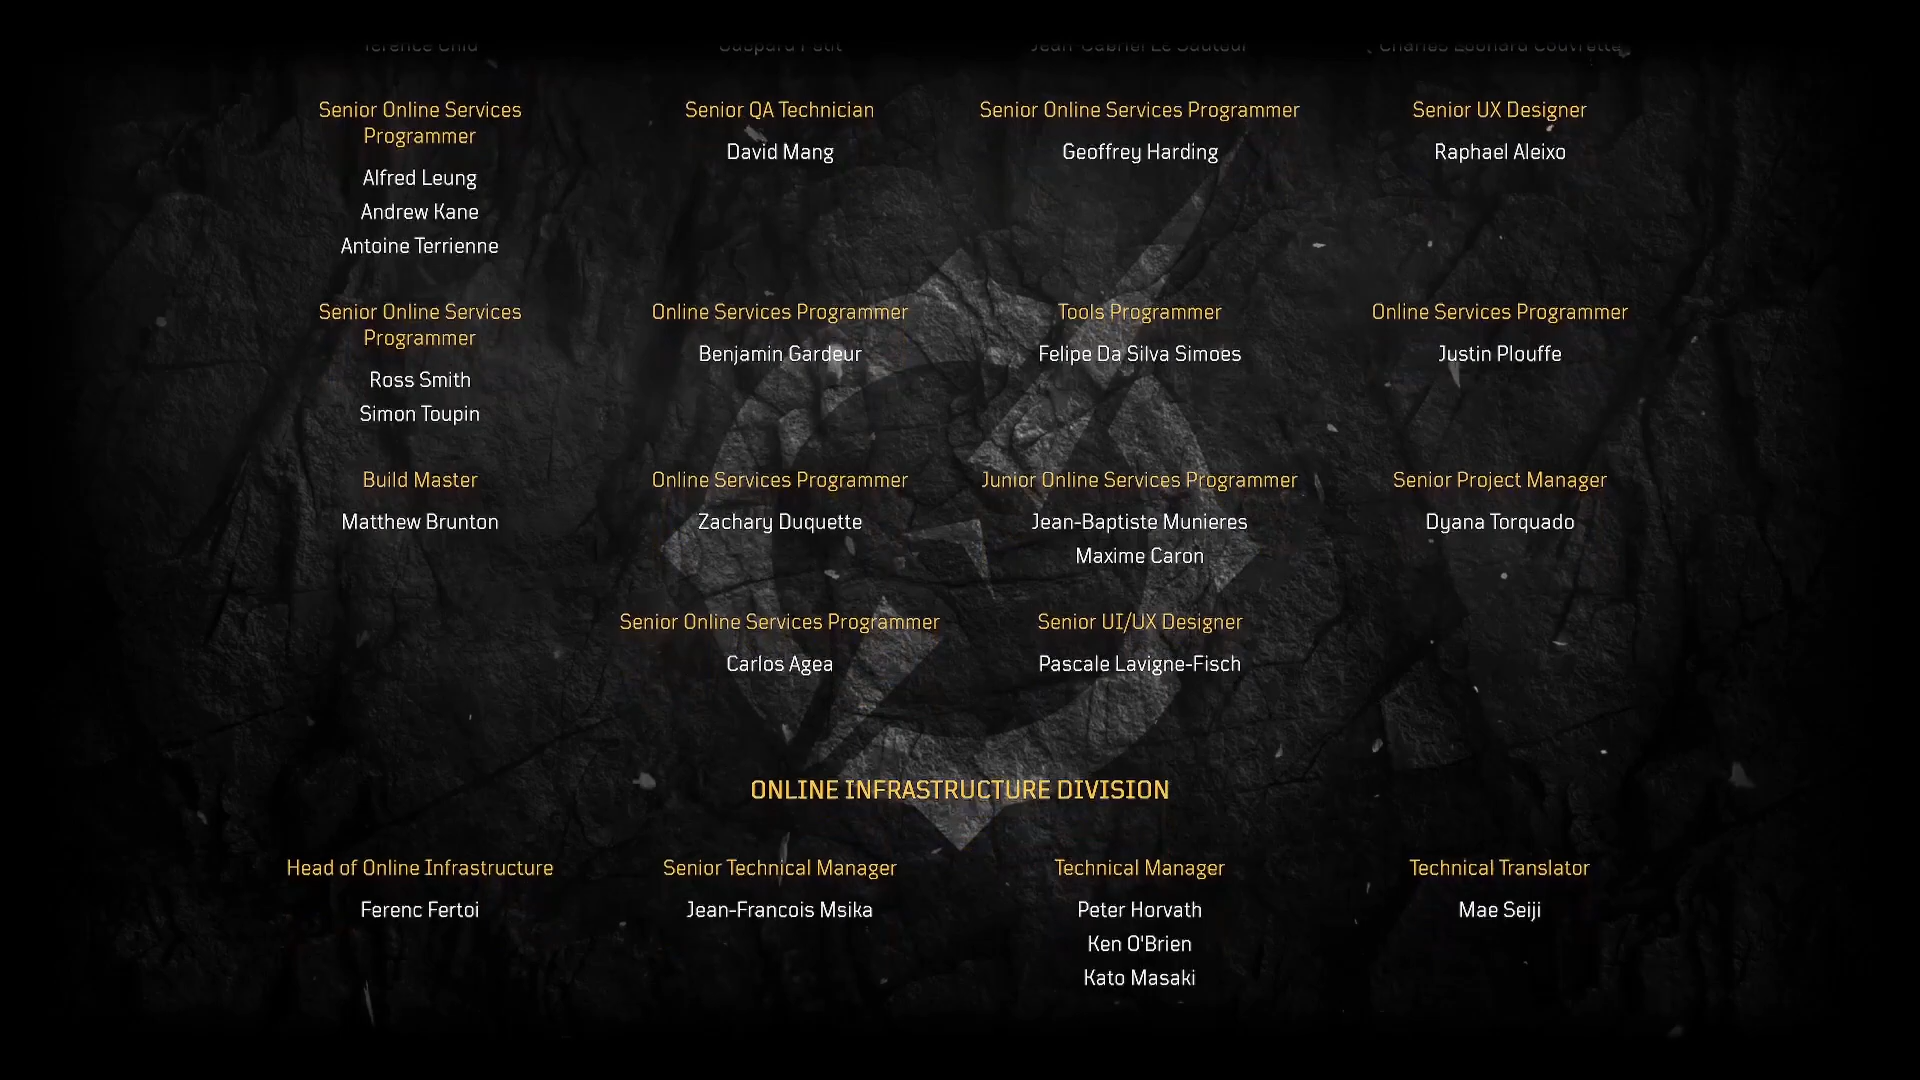 Senior Online Services
Programmer
Alfred Leung
Andrew Kane
Antoine Terrienne
Senior QA Technician
David Mang
Senior Online Services Programmer
Geoffrey Harding
Senior UX Designer
Raphael Aleixo
Senior Online Services
Programmer
Ross Smith
Simon Toupin
Online Services Programmer
Benjamin Gardeur
Tools Programmer
Felipe Da Silva Simoes
Online Services Programmer
Justin Plouffe
Build Master
Matthew Brunton
Online Services Programmer
Zachary Duquette
Junior Online Services Programmer
Jean-Baptiste Munieres
Maxime Caron
Senior Project Manager
Dyana Torquado
Senior Online Services Programmer
Carlos Agea
Senior UI/UX Designer
Pascale Lavigne-Fisch
ONLINE INFRASTRUCTURE DIVISION
Head of Online Infrastructure
Ferenc Fertoi
Senior Technical Manager
Jean-Francois Msika
Technical Manager
Peter Horvath
Ken O'Brien
Kato Masaki
Technical Translator
Mae Seiji